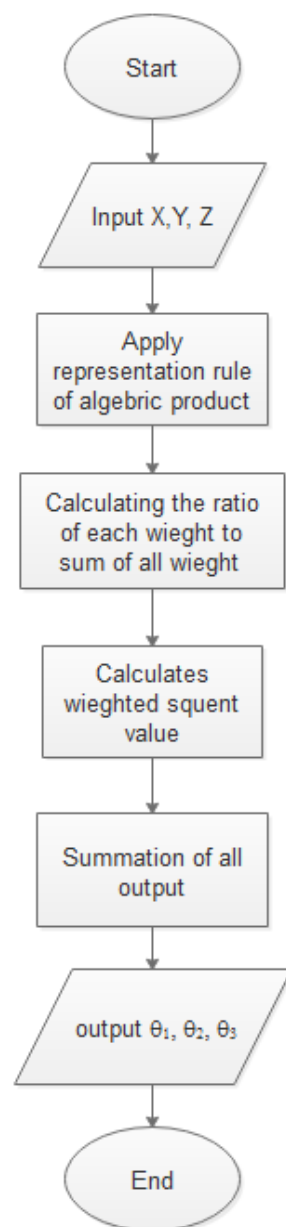 Start
Input X,Y, Z
Apply
representation rule
of algebric product
Calculating the ratio
of each wieght to
sum of all wieght
Calculates
wieghted squent
value
Summation of all
output
output θ₁, θ₂, θ₃
End